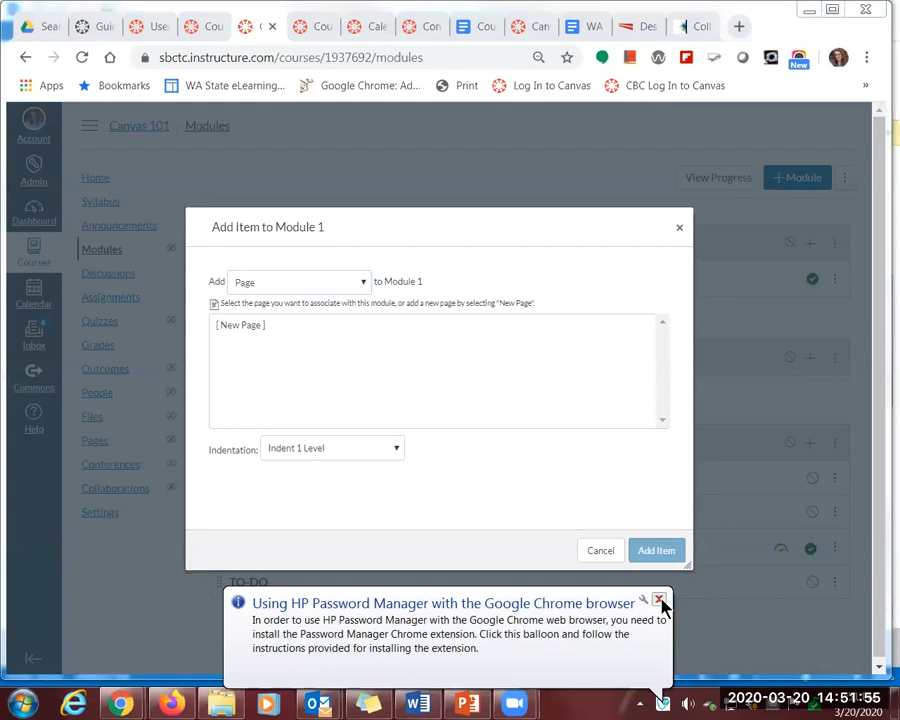 Sear
Guid
Use
Cou
C
Cou
Cale
Con
Cou
Can
WA
Des
Coll
sbctc.instructure.com/courses/1937692/modules
New
Apps
Bookmarks
WA State eLearning...
Google Chrome: Ad...
Print
Log In to Canvas
CBC Log In to Canvas
»
Account
Admin
Dashboard
Courses
Calendar
Inbox
Commons
Help
Canvas 101
Modules
Home
Syllabus
Announcements
Modules
Discussions
Assignments
Quizzes
Grades
Outcomes
People
Files
Pages
Conferences
Collaborations
Settings
View Progress
+ Module
Add Item to Module 1
Add Page to Module 1
Select the page you want to associate with this module, or add a new page by selecting "New Page".
[ New Page ]
Indentation: Indent 1 Level
Cancel
Add Item
TO-DO
Using HP Password Manager with the Google Chrome browser
In order to use HP Password Manager with the Google Chrome web browser, you need to
install the Password Manager Chrome extension. Click this balloon and follow the
instructions provided for installing the extension.
2020-03-20 14:51:55
3/20/2020